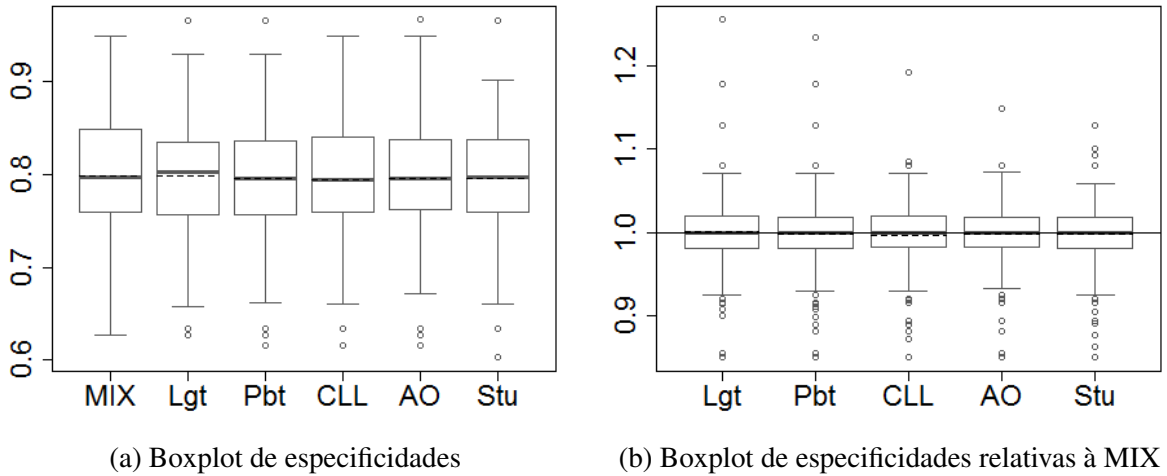 0.9
0.8
0.7
0.6
MIX Lgt Pbt CLL AO Stu
(a) Boxplot de especificidades
1.2
1.1
1.0
0.9
Lgt Pbt CLL AO Stu
(b) Boxplot de especificidades relativas à MIX